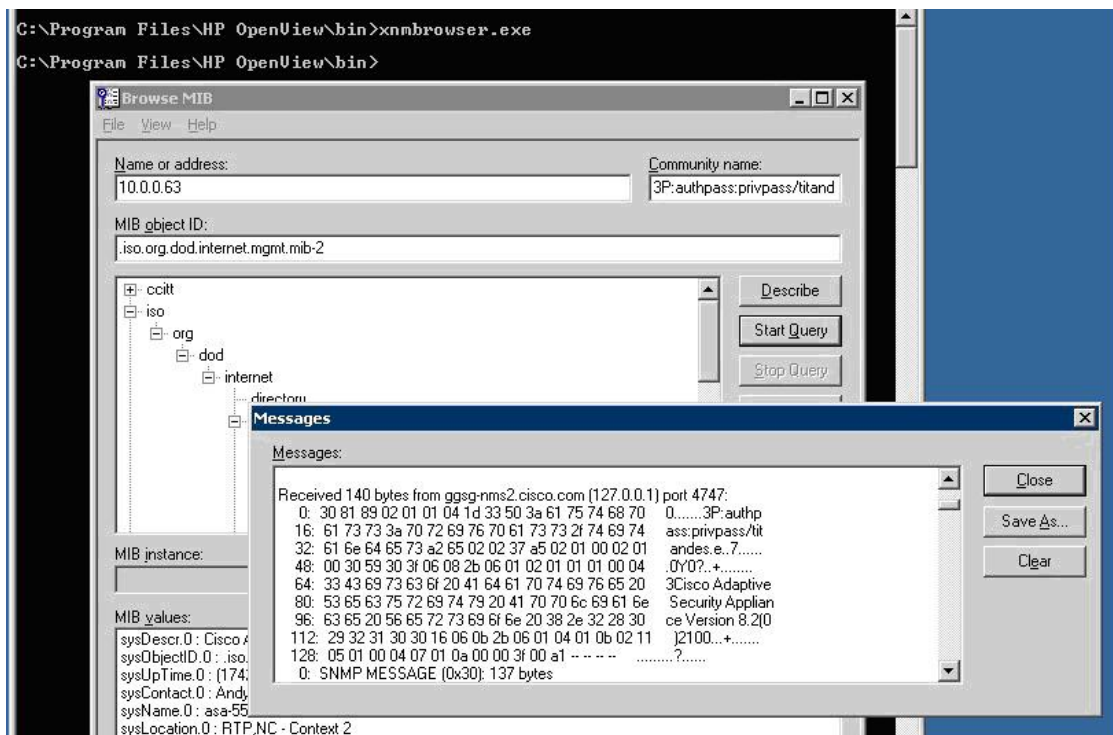 C:\Program Files\HP OpenView\bin>xnmbrowser.exe
C:\Program Files\HP OpenView\bin>
Browse MIB
File View Help
Name or address:
Community name:
10.0.0.63
3P:authpass:privpass/titand
MIB object ID:
.iso.org.dod.internet.mgmt.mib-2
ccitt
iso
org
dod
internet
directory
Describe
Start Query
Stop Query
Messages
Messages:
Received 140 bytes from ggsg-nms2.cisco.com (127.0.0.1) port 4747:
0: 30 81 89 02 01 01 04 1d 33 50 3a 61 75 74 68 70 0.......3P:authp
16: 61 73 73 3a 70 72 69 76 70 61 73 73 2f 74 69 74 ass:privpass/tit
32: 61 6e 64 65 73 a2 65 02 02 37 a5 02 01 00 02 01 andes.e..7......
48: 00 30 59 30 3f 06 08 2b 06 01 02 01 01 01 00 04 .0Y0?..+........
64: 33 43 69 73 63 6f 20 41 64 61 70 74 69 76 65 20 3Cisco Adaptive
80: 53 65 63 75 72 69 74 79 20 41 70 70 6c 69 61 6e Security Applian
96: 63 65 20 56 65 72 73 69 6f 6e 20 38 2e 32 28 30 ce Version 8.2(0
112: 29 32 31 30 30 16 06 0b 2b 06 01 04 01 0b 02 11 )2100...+.......
128: 05 01 00 04 07 01 0a 00 00 3f 00 a1 -- -- -- -- .........?......
0: SNMP MESSAGE (0x30): 137 bytes
Close
Save As...
Clear
MIB instance:
MIB values:
sysDescr.0 : Cisco A
sysObjectID.0 : .iso.
sysUpTime.0 : (174
sysContact.0 : Andy
sysName.0 : asa-55
sysLocation.0 : RTP,NC - Context 2